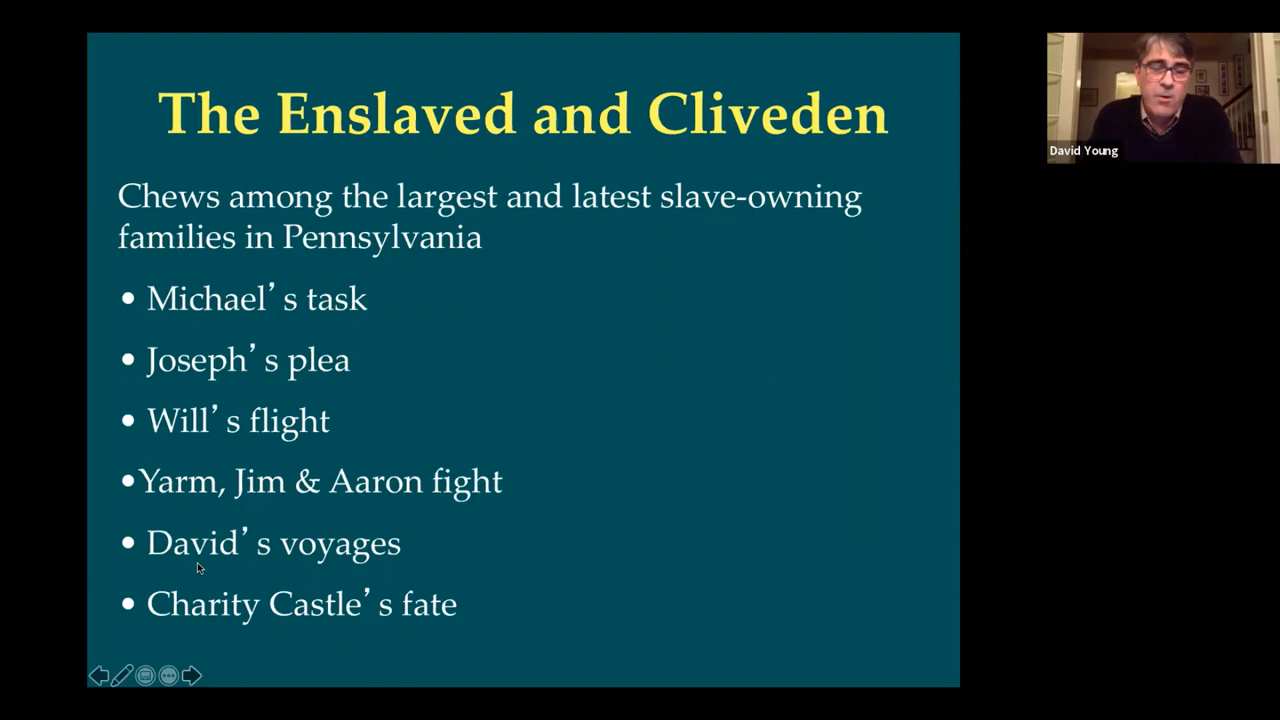 The Enslaved and Cliveden
Chews among the largest and latest slave-owning
families in Pennsylvania
• Michael’s task
• Joseph’s plea
• Will’s flight
•Yarm, Jim & Aaron fight
• David’s voyages
• Charity Castle’s fate
David Young